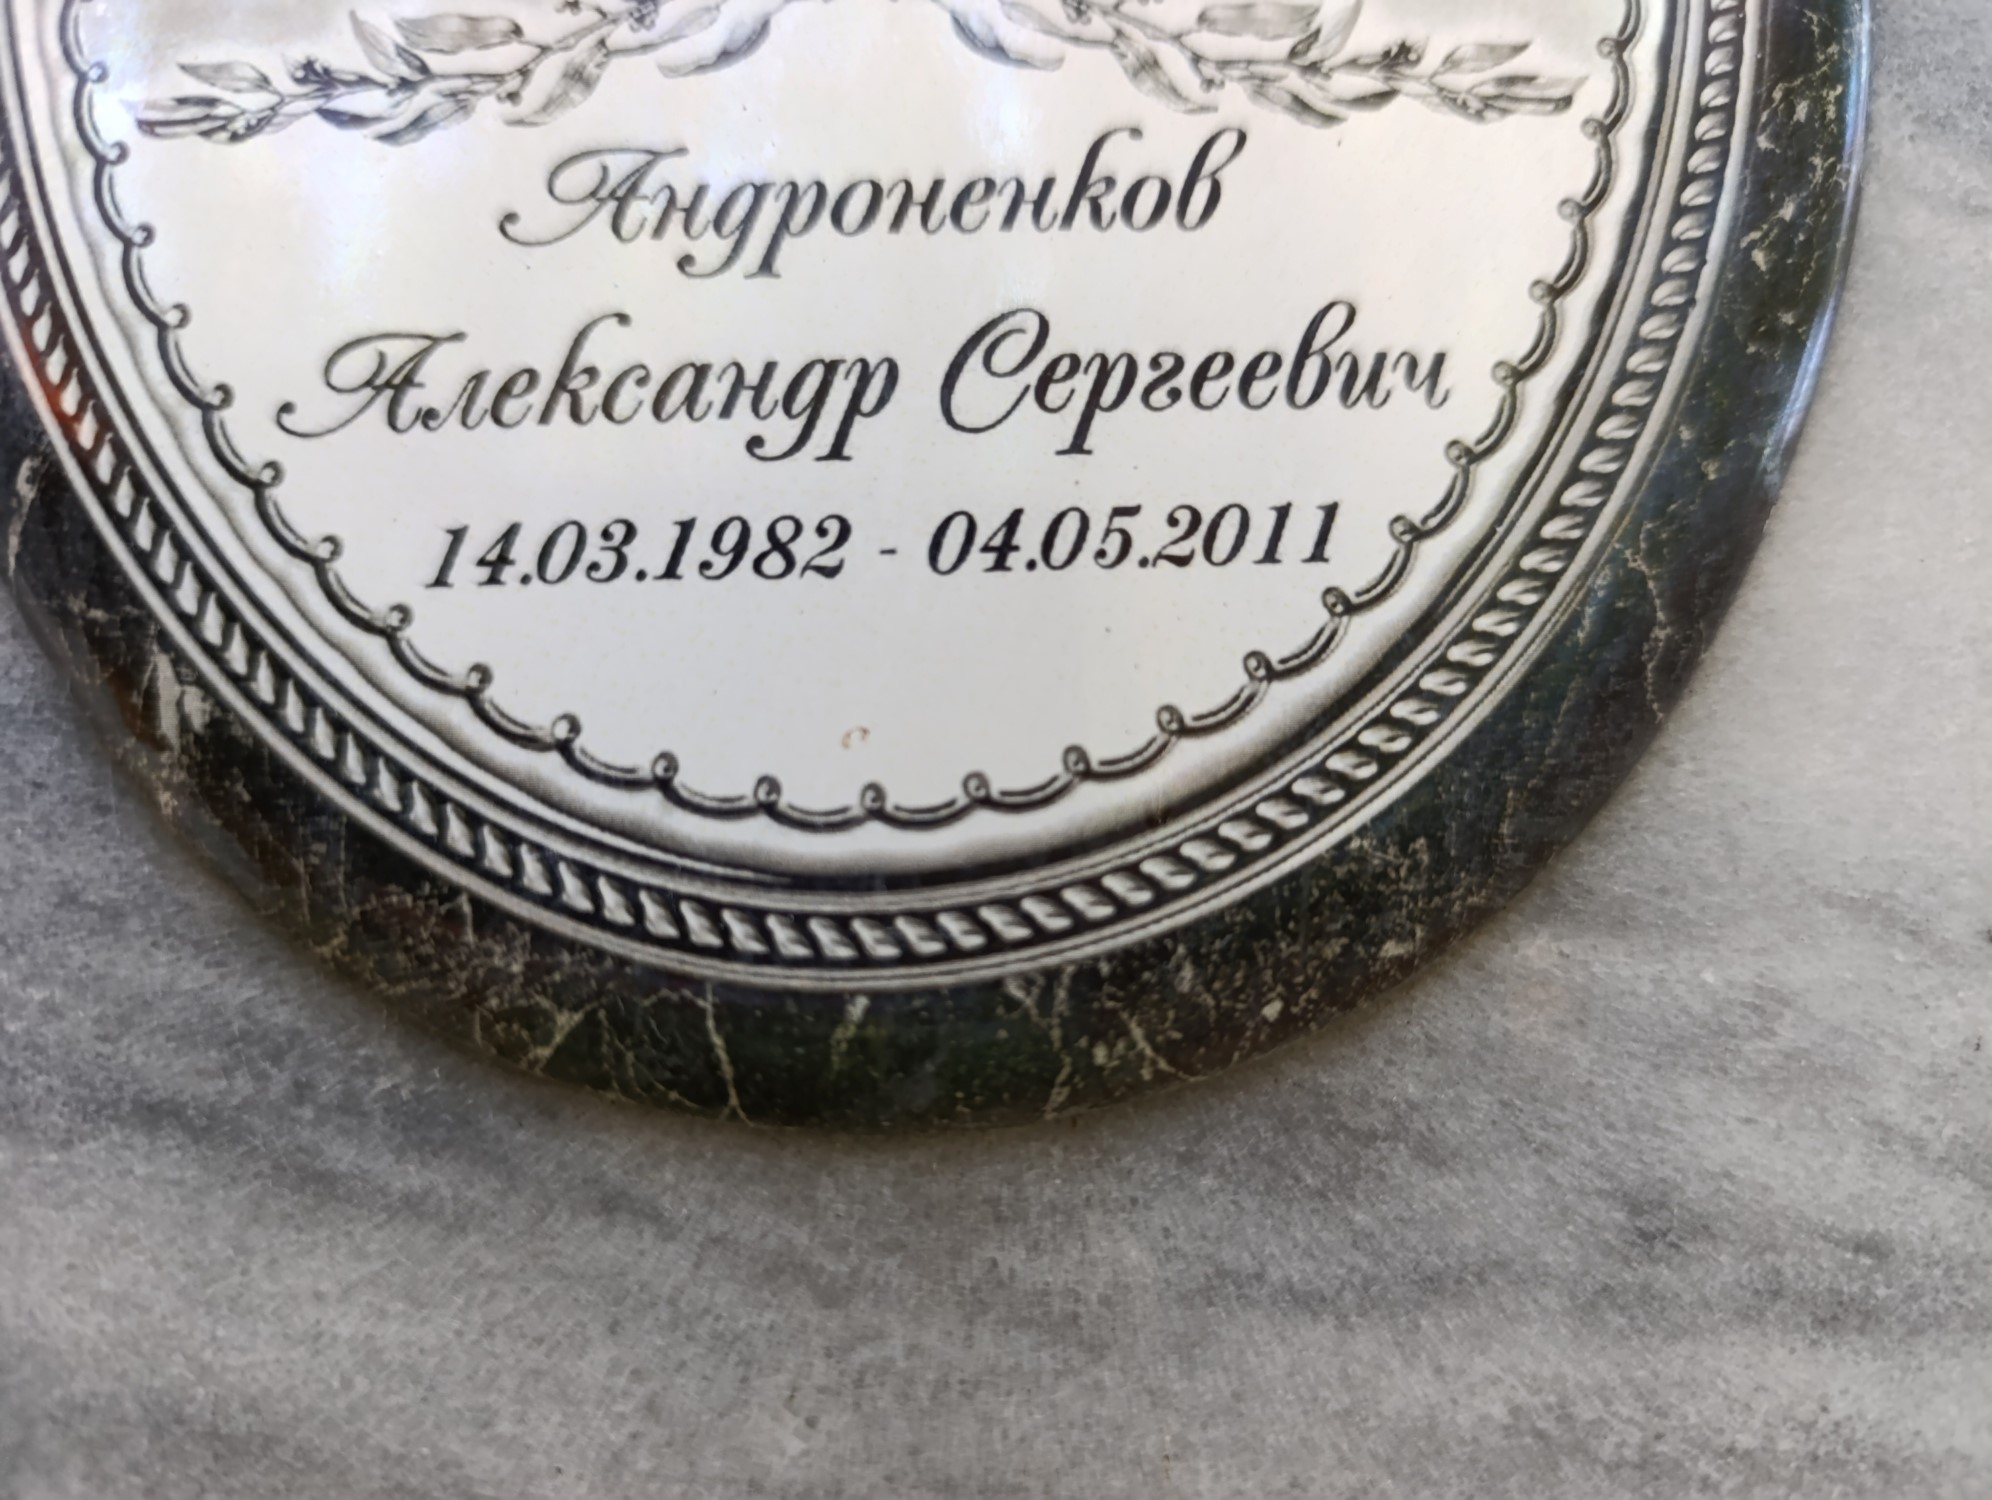 Андроненков
Александр Сергеевич
14.03.1982 - 04.05.2011